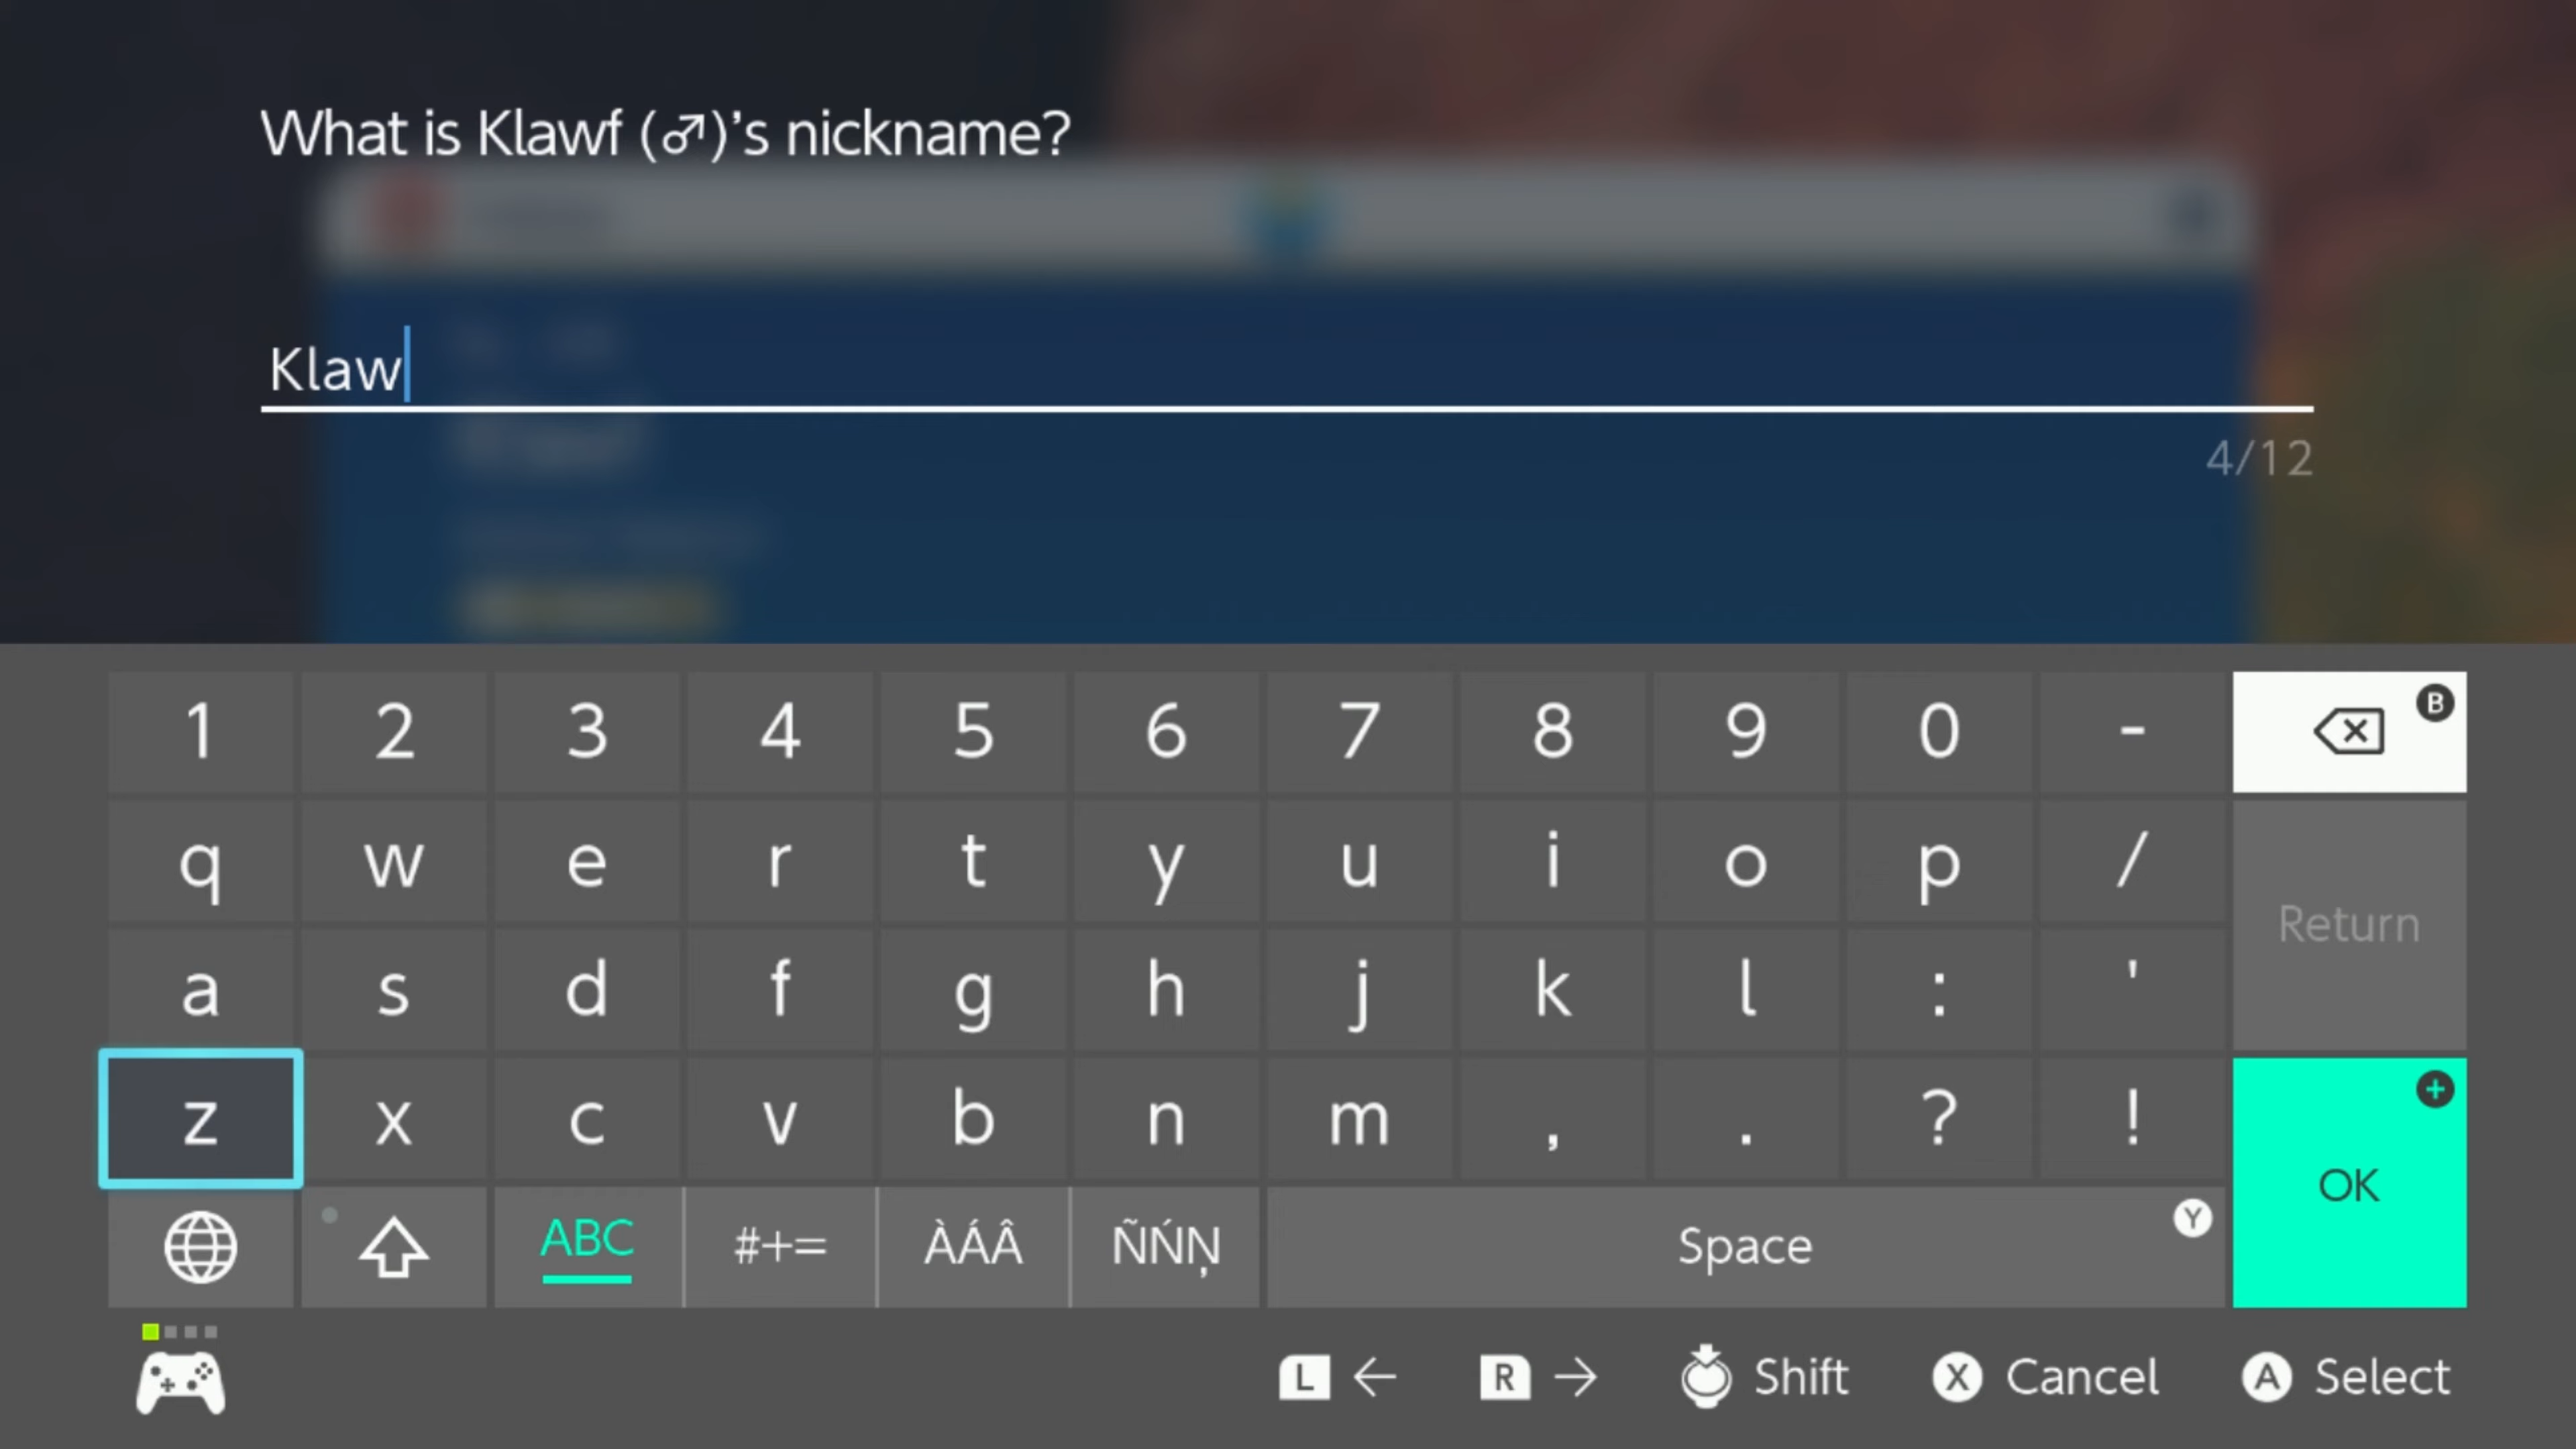 What is Klawf (♂)’s nickname?
Klaw
4/12
1 2 3 4 5 6 7 8 9 0 - B
q w e r t y u i o p /
Return
a s d f g h j k l : '
z x c v b n m , . ? !
OK
ABC #+= ÀÁÂ ÑŃŅ Space Y
L ← R → Shift X Cancel A Select